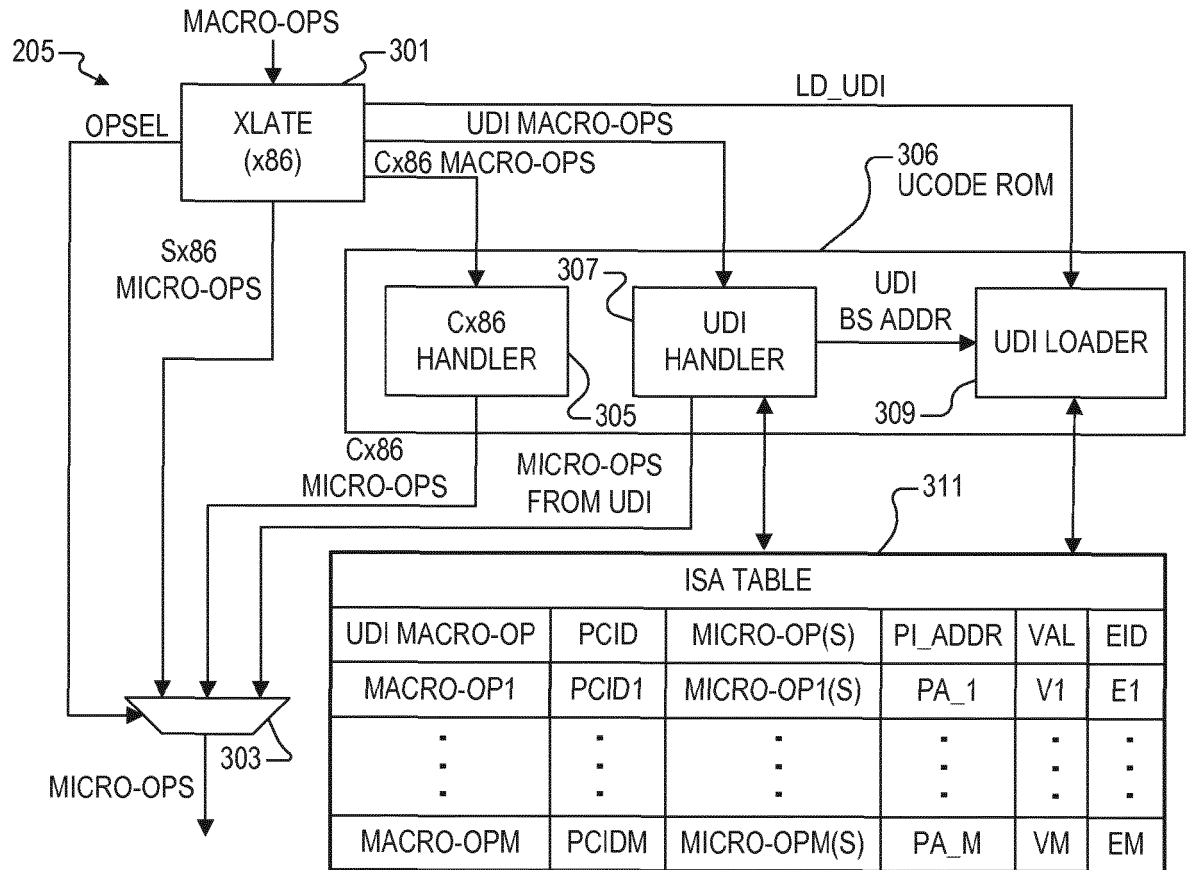 MACRO-OPS
205
301
XLATE
(x86)
OPSEL
LD_UDI
UDI MACRO-OPS
Cx86 MACRO-OPS
306
UCODE ROM
Sx86
MICRO-OPS
307
Cx86
HANDLER
UDI
HANDLER
UDI
BS ADDR
UDI LOADER
305
309
Cx86
MICRO-OPS
MICRO-OPS
FROM UDI
311
ISA TABLE
UDI MACRO-OP PCID MICRO-OP(S) PI_ADDR VAL EID
MACRO-OP1 PCID1 MICRO-OP1(S) PA_1 V1 E1
MACRO-OPM PCIDM MICRO-OPM(S) PA_M VM EM
303
MICRO-OPS